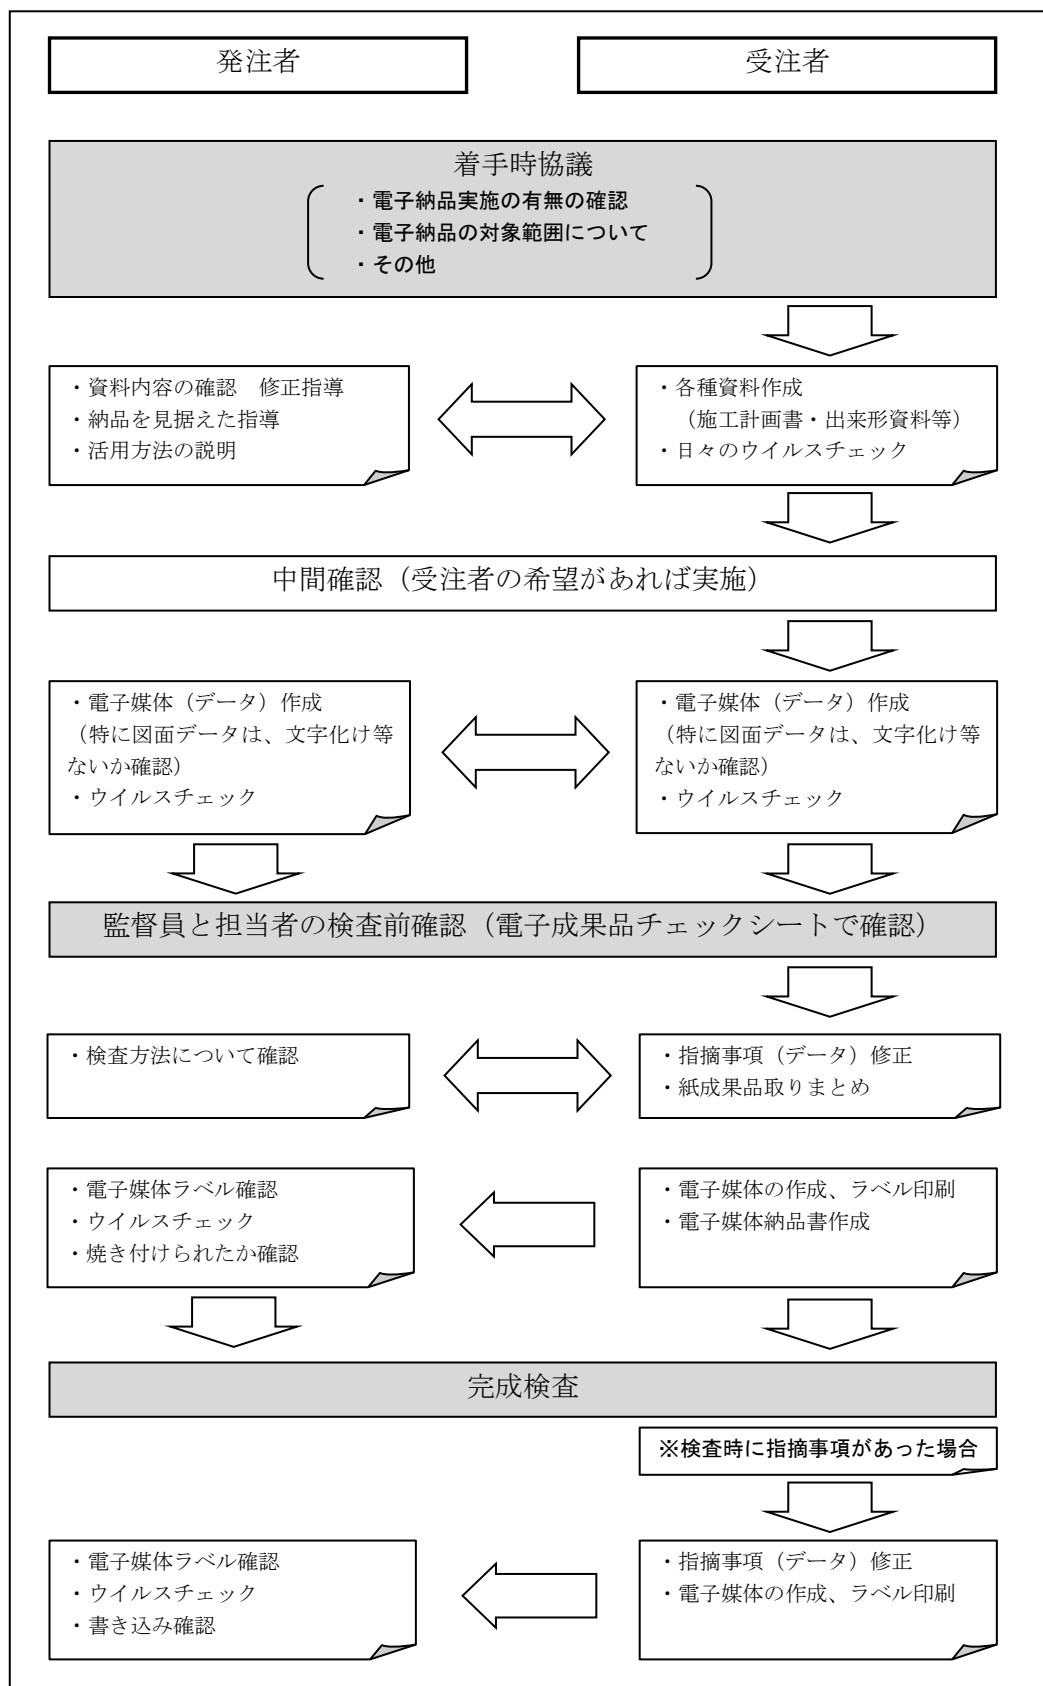 発注者
受注者
着手時協議
・電子納品実施の有無の確認
・電子納品の対象範囲について
・その他
・資料内容の確認　修正指導
・納品を見据えた指導
・活用方法の説明
・各種資料作成
（施工計画書・出来形資料等）
・日々のウイルスチェック
中間確認（受注者の希望があれば実施）
・電子媒体（データ）作成
（特に図面データは、文字化け等
ないか確認）
・ウイルスチェック
・電子媒体（データ）作成
（特に図面データは、文字化け等
ないか確認）
・ウイルスチェック
監督員と担当者の検査前確認（電子成果品チェックシートで確認）
・検査方法について確認
・指摘事項（データ）修正
・紙成果品取りまとめ
・電子媒体ラベル確認
・ウイルスチェック
・焼き付けられたか確認
・電子媒体の作成、ラベル印刷
・電子媒体納品書作成
完成検査
※検査時に指摘事項があった場合
・電子媒体ラベル確認
・ウイルスチェック
・書き込み確認
・指摘事項（データ）修正
・電子媒体の作成、ラベル印刷